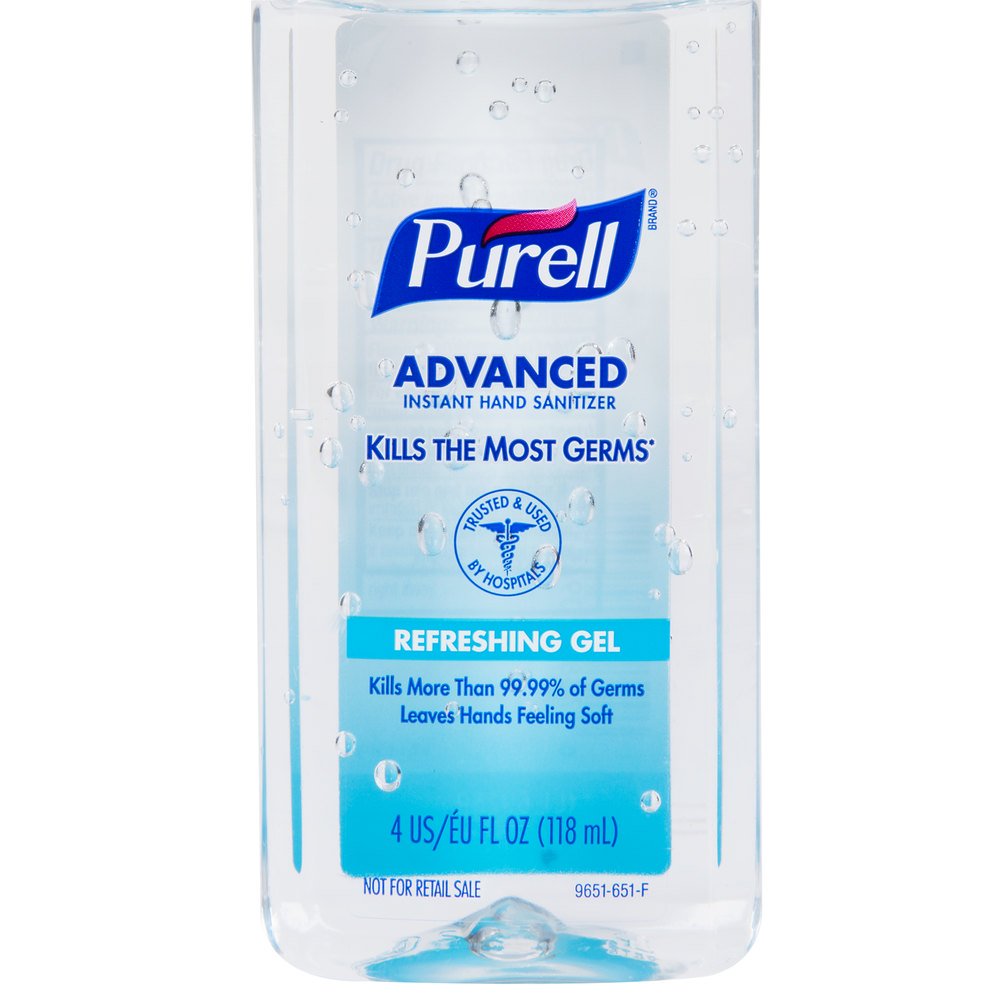 Purell
BRAND®
ADVANCED
INSTANT HAND SANITIZER
KILLS THE MOST GERMS*
TRUSTED & USED
BY HOSPITALS
REFRESHING GEL
Kills More Than 99.99% of Germs
Leaves Hands Feeling Soft
4 US/ÉU FL OZ (118 mL)
NOT FOR RETAIL SALE
9651-651-F